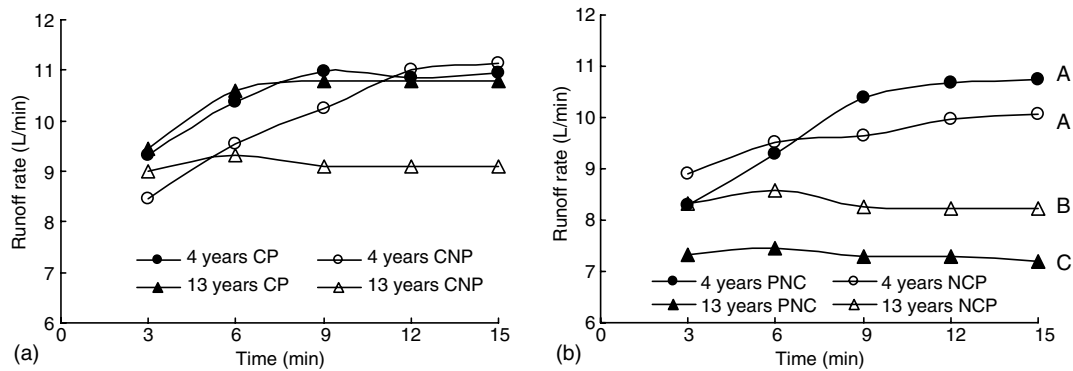 12
11
10
9
8
7
6
Runoff rate (L/min)
4 years CP
4 years CNP
13 years CP
13 years CNP
0
3
6
9
12
15
Time (min)
(a)
12
11
10
9
8
7
6
Runoff rate (L/min)
A
A
B
C
4 years PNC
4 years NCP
13 years PNC
13 years NCP
0
3
6
9
12
15
Time (min)
(b)